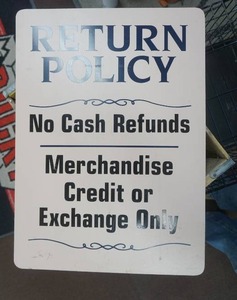 RETURN
POLICY
No Cash Refunds
Merchandise
Credit or
Exchange Only